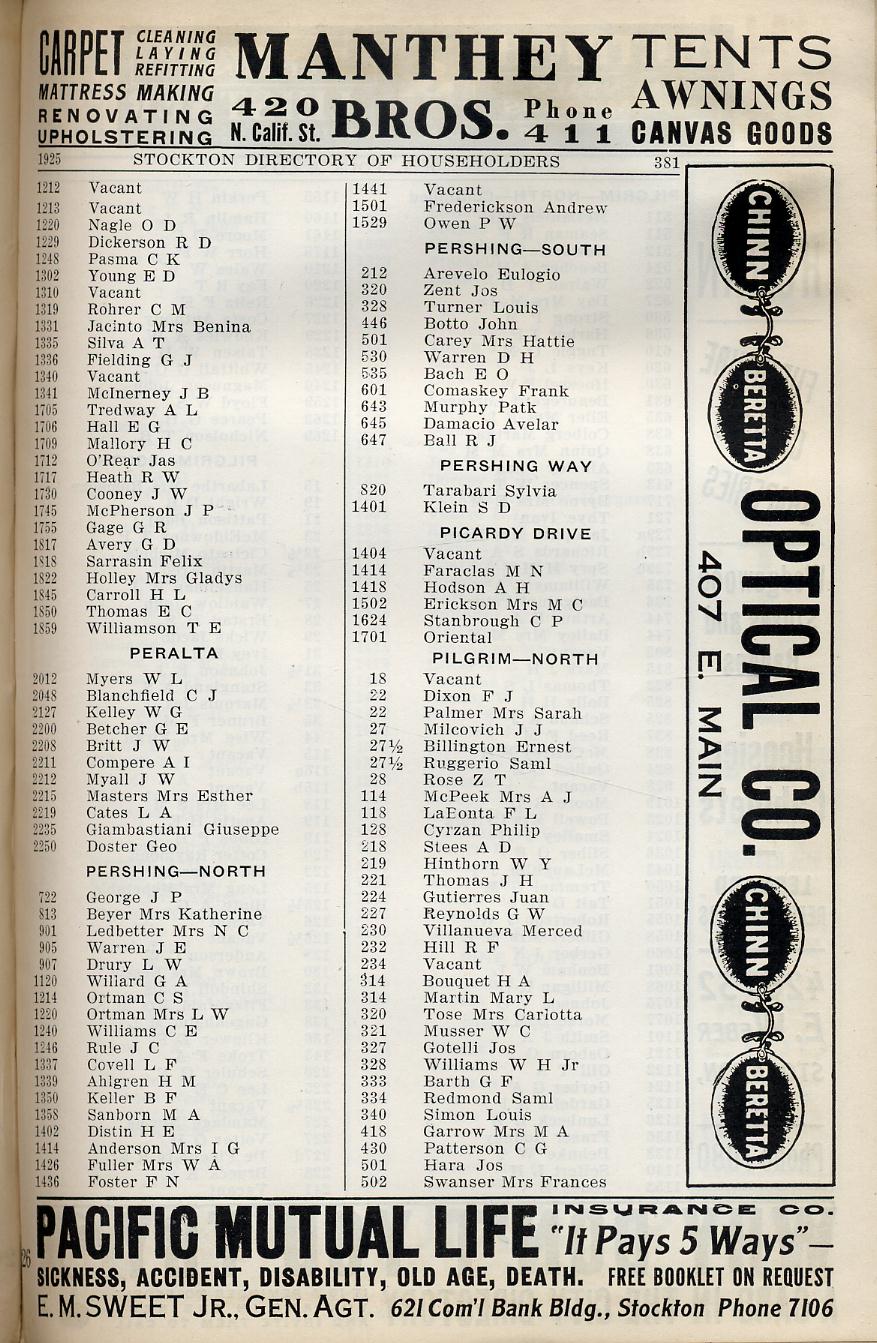 CARPET CLEANING LAYING REFITTING
MATTRESS MAKING
RENOVATING
UPHOLSTERING
MANTHEY
420 N. Calif. St. BROS. Phone 411
TENTS
AWNINGS
CANVAS GOODS
1925 STOCKTON DIRECTORY OF HOUSEHOLDERS 381
1212 Vacant
1213 Vacant
1220 Nagle O D
1229 Dickerson R D
1248 Pasma C K
1302 Young E D
1310 Vacant
1319 Rohrer C M
1331 Jacinto Mrs Benina
1335 Silva A T
1336 Fielding G J
1340 Vacant
1341 McInerney J B
1705 Tredway A L
1706 Hall E G
1709 Mallory H C
1712 O'Rear Jas
1717 Heath R W
1730 Cooney J W
1745 McPherson J P
1755 Gage G R
1817 Avery G D
1818 Sarrasin Felix
1822 Holley Mrs Gladys
1845 Carroll H L
1850 Thomas E C
1859 Williamson T E
PERALTA
2012 Myers W L
2048 Blanchfield C J
2127 Kelley W G
2200 Betcher G E
2208 Britt J W
2211 Compere A I
2212 Myall J W
2215 Masters Mrs Esther
2219 Cates L A
2235 Giambastiani Giuseppe
2250 Doster Geo
PERSHING—NORTH
722 George J P
813 Beyer Mrs Katherine
901 Ledbetter Mrs N C
905 Warren J E
907 Drury L W
1120 Willard G A
1214 Ortman C S
1220 Ortman Mrs L W
1240 Williams C E
1246 Rule J C
1337 Covell L F
1339 Ahlgren H M
1350 Keller B F
1358 Sanborn M A
1402 Distin H E
1414 Anderson Mrs I G
1426 Fuller Mrs W A
1436 Foster F N
1441 Vacant
1501 Frederickson Andrew
1529 Owen P W
PERSHING—SOUTH
212 Arevelo Eulogio
320 Zent Jos
328 Turner Louis
446 Botto John
501 Carey Mrs Hattie
530 Warren D H
535 Bach E O
601 Comaskey Frank
643 Murphy Patk
645 Damacio Avelar
647 Ball R J
PERSHING WAY
820 Tarabari Sylvia
1401 Klein S D
PICARDY DRIVE
1404 Vacant
1414 Faraclas M N
1418 Hodson A H
1502 Erickson Mrs M C
1624 Stanbrough C P
1701 Oriental
PILGRIM—NORTH
18 Vacant
22 Dixon F J
22 Palmer Mrs Sarah
27 Milcovich J J
27½ Billington Ernest
27½ Ruggerio Saml
28 Rose Z T
114 McPeek Mrs A J
118 LaEonta F L
128 Cyrzan Philip
218 Stees A D
219 Hinthorn W Y
221 Thomas J H
224 Gutierres Juan
227 Reynolds G W
230 Villanueva Merced
232 Hill R F
234 Vacant
314 Bouquet H A
314 Martin Mary L
320 Tose Mrs Carlotta
321 Musser W C
327 Gotelli Jos
328 Williams W H Jr
333 Barth G F
334 Redmond Saml
340 Simon Louis
418 Garrow Mrs M A
430 Patterson C G
501 Hara Jos
502 Swanser Mrs Frances
CHINN
BERETTA
OPTICAL CO.
407 E. MAIN
CHINN
BERETTA
PACIFIC MUTUAL LIFE INSURANCE CO.
"It Pays 5 Ways"—
SICKNESS, ACCIDENT, DISABILITY, OLD AGE, DEATH. FREE BOOKLET ON REQUEST
E. M. SWEET JR., GEN. AGT. 621 Com'l Bank Bldg., Stockton Phone 7106
26